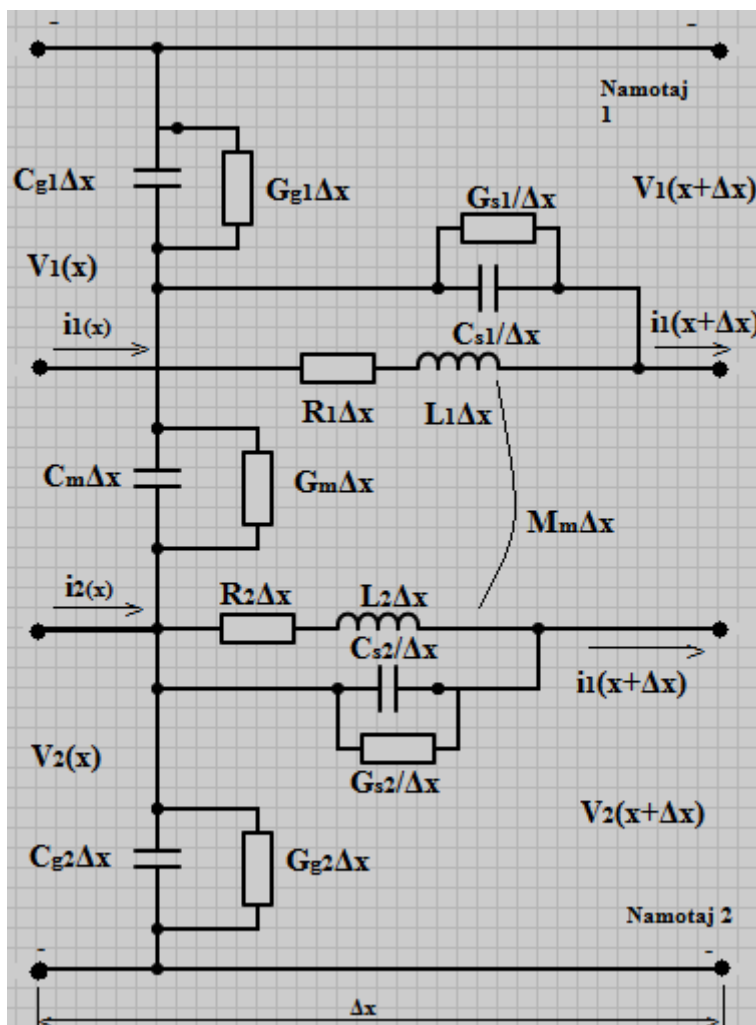 -
-
Namotaj
1
Cg1Δx
Gg1Δx
Gs1/Δx
V1(x+Δx)
V1(x)
i1(x)
Cs1/Δx
i1(x+Δx)
R1Δx
L1Δx
CmΔx
GmΔx
MmΔx
i2(x)
R2Δx
L2Δx
Cs2/Δx
i1(x+Δx)
V2(x)
Gs2/Δx
V2(x+Δx)
Cg2Δx
Gg2Δx
Namotaj 2
-
-
Δx